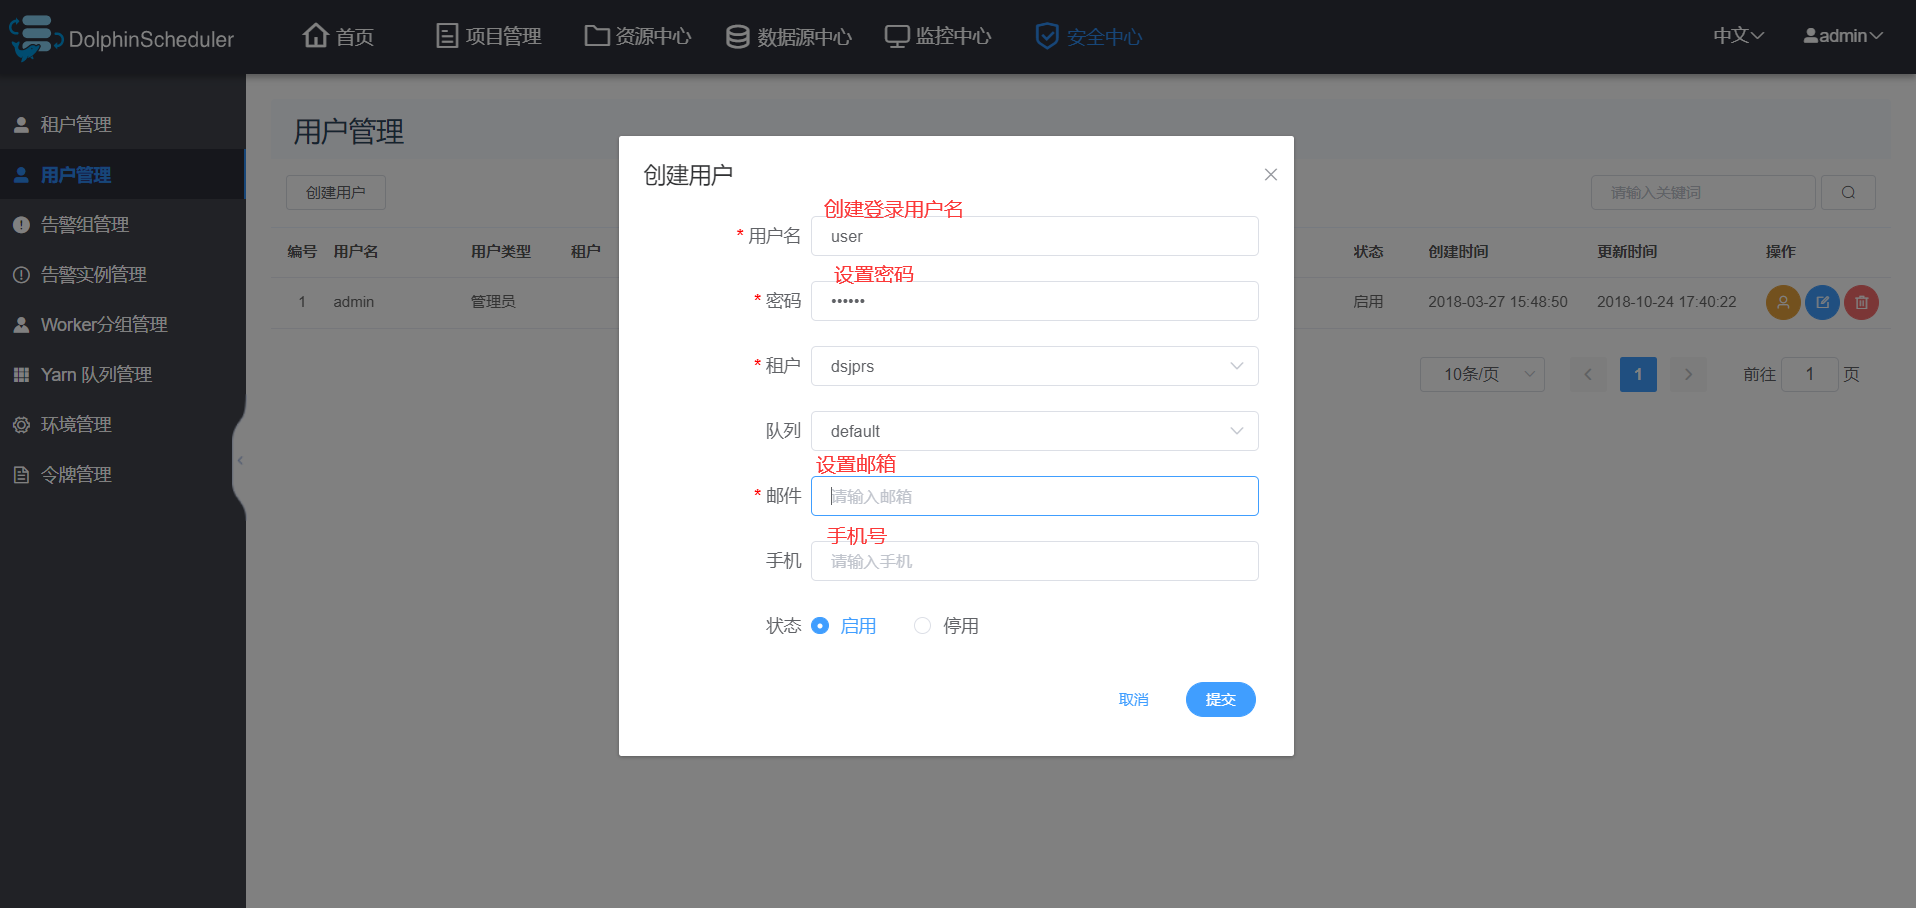 DolphinScheduler 首页 项目管理 资源中心 数据源中心 监控中心 安全中心 中文 admin
租户管理
用户管理
告警组管理
告警实例管理
Worker分组管理
Yarn 队列管理
环境管理
令牌管理
用户管理
创建用户 请输入关键词
编号 用户名 用户类型 租户 状态 创建时间 更新时间 操作
1 admin 管理员 启用 2018-03-27 15:48:50 2018-10-24 17:40:22
10条/页 1 前往 1 页
创建用户
创建登录用户名
* 用户名 user
设置密码
* 密码 ••••••
* 租户 dsjprs
队列 default
设置邮箱
* 邮件 请输入邮箱
手机号
手机 请输入手机
状态 启用 停用
取消 提交